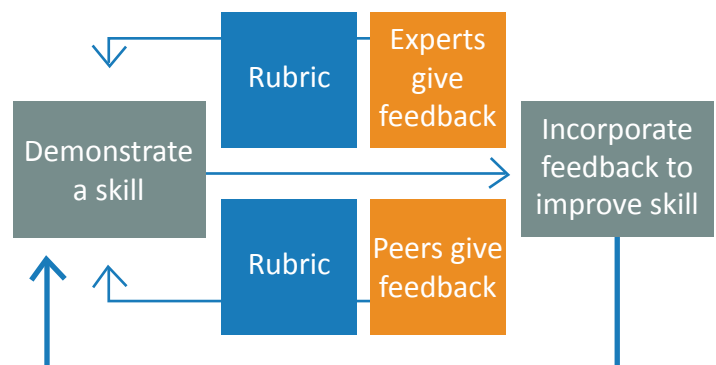 Rubric
Experts
give
feedback
Demonstrate
a skill
Incorporate
feedback to
improve skill
Rubric
Peers give
feedback